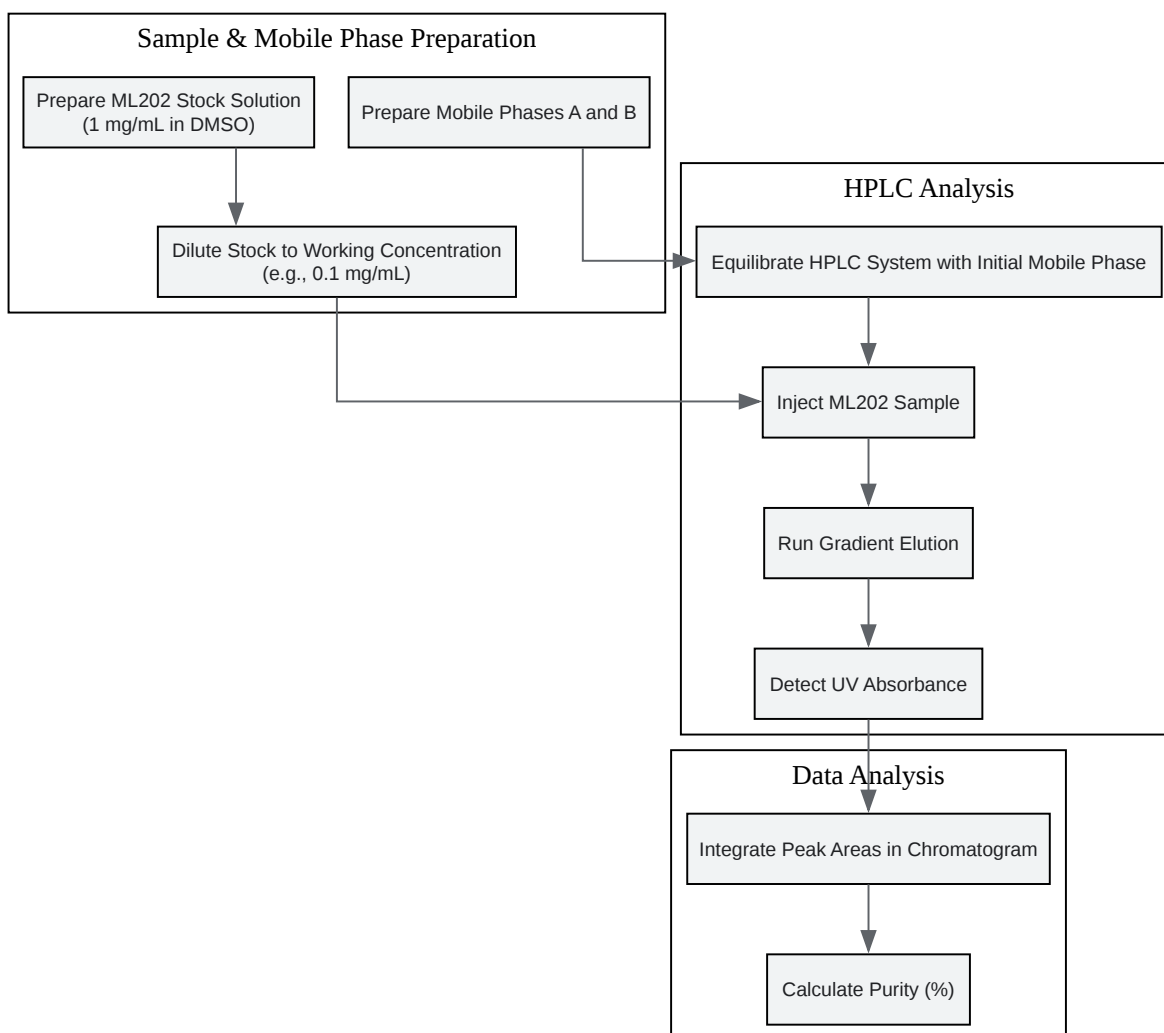 Sample & Mobile Phase Preparation
Prepare ML202 Stock Solution
(1 mg/mL in DMSO)
Prepare Mobile Phases A and B
Dilute Stock to Working Concentration
(e.g., 0.1 mg/mL)
HPLC Analysis
Equilibrate HPLC System with Initial Mobile Phase
Inject ML202 Sample
Run Gradient Elution
Detect UV Absorbance
Data Analysis
Integrate Peak Areas in Chromatogram
Calculate Purity (%)